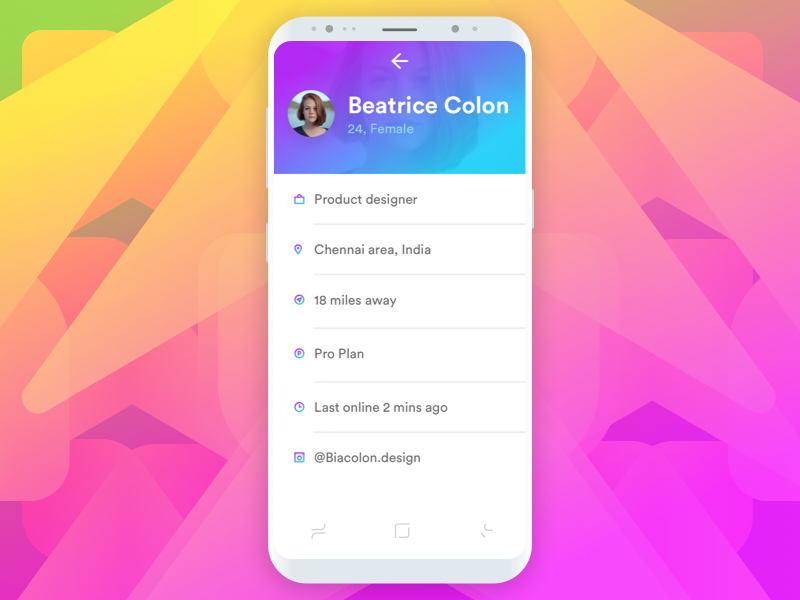 Beatrice Colon
24, Female
Product designer
Chennai area, India
18 miles away
Pro Plan
Last online 2 mins ago
@Biacolon.design